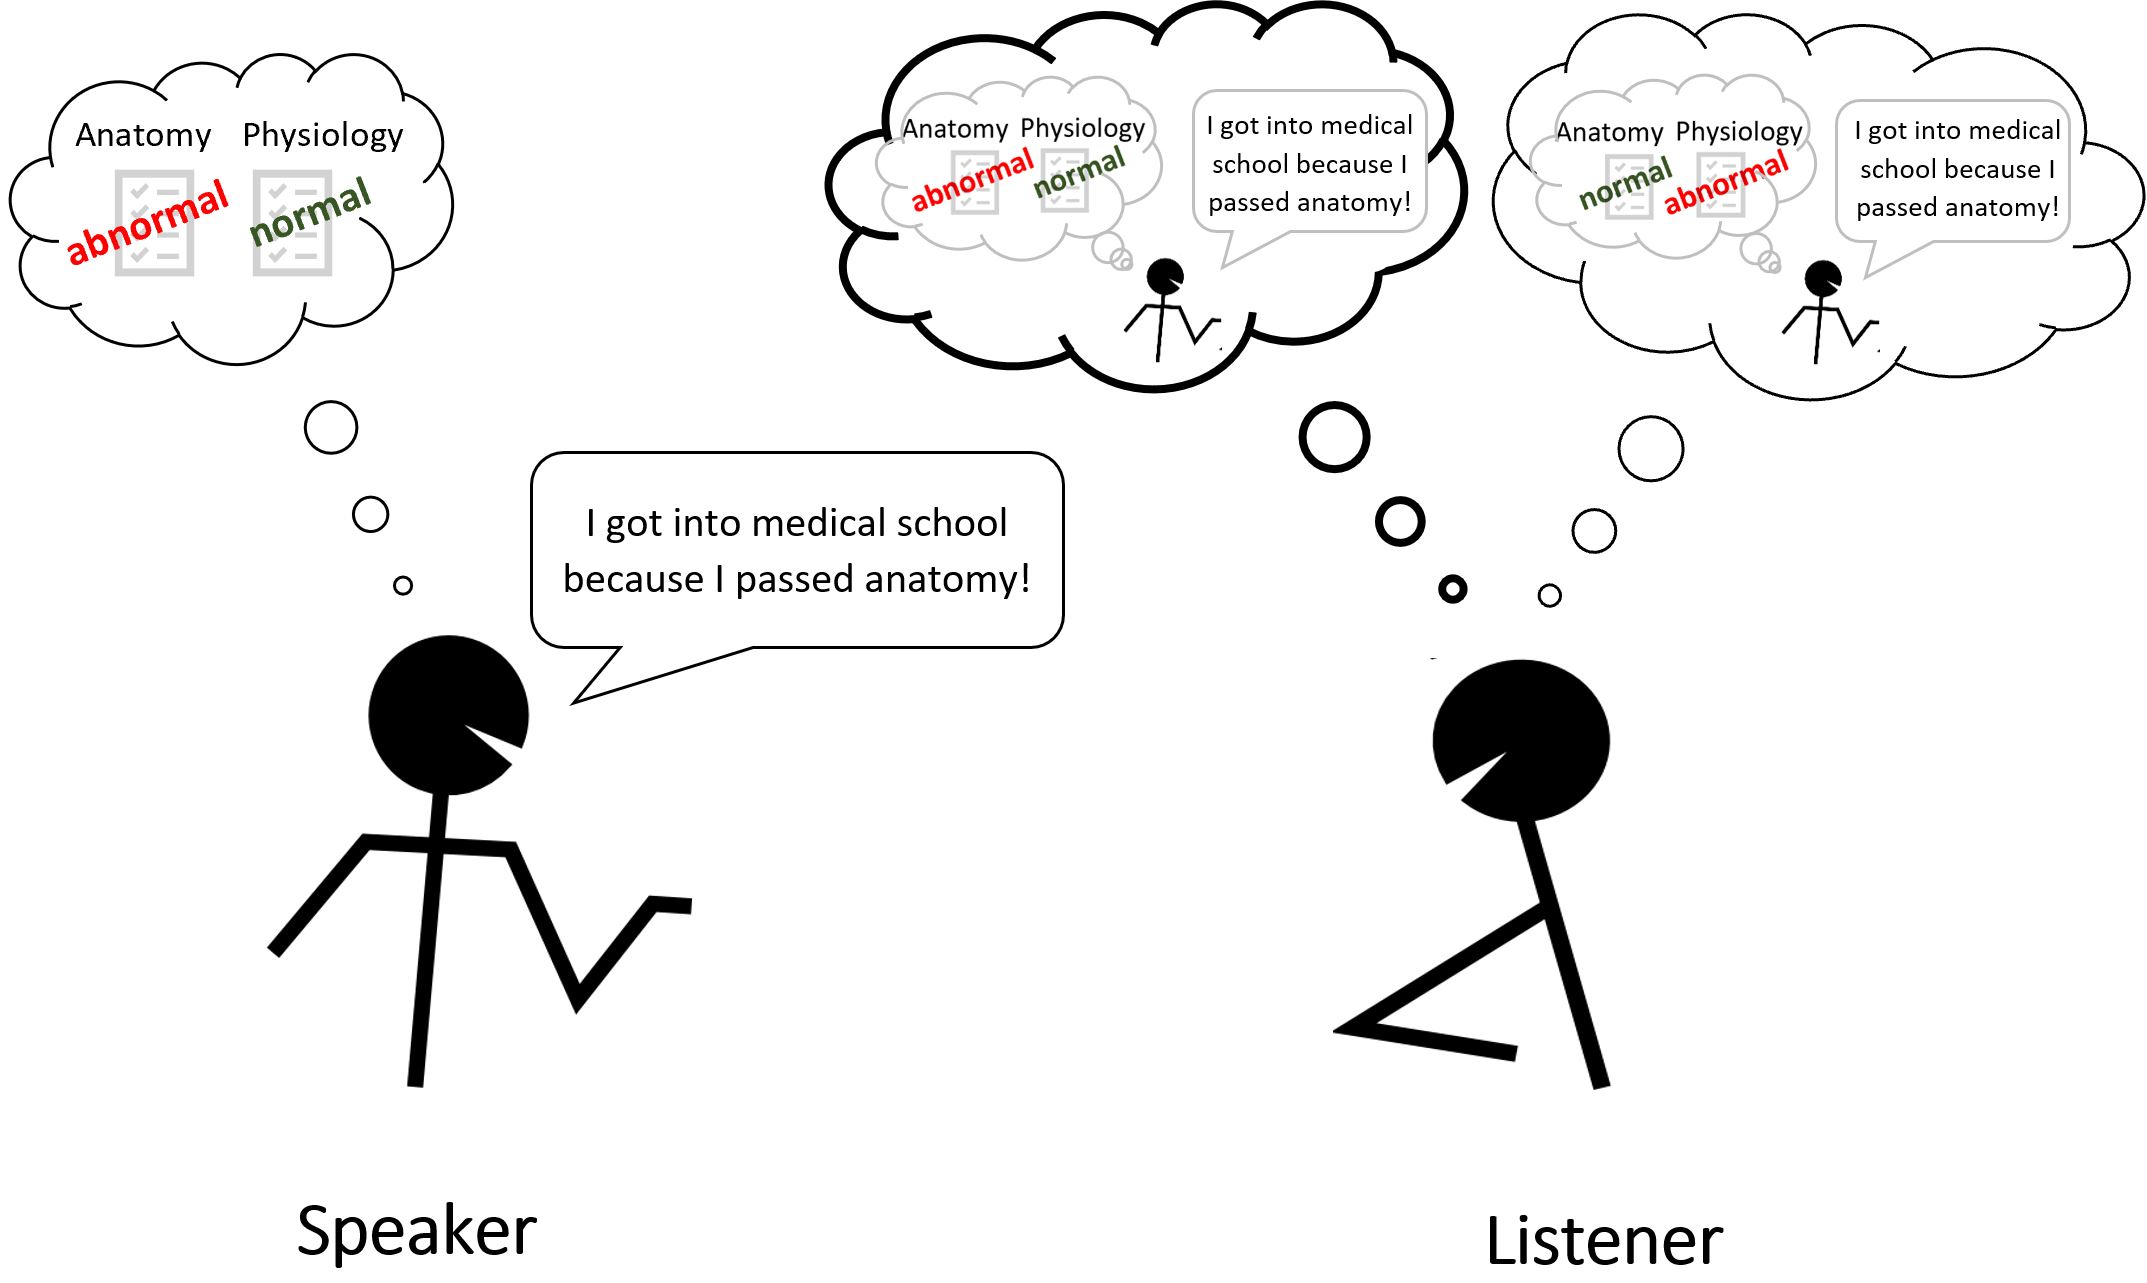 Anatomy Physiology
abnormal normal
I got into medical school
because I passed anatomy!
Speaker
Anatomy Physiology
abnormal normal
I got into medical
school because I
passed anatomy!
Anatomy Physiology
normal abnormal
I got into medical
school because I
passed anatomy!
Listener